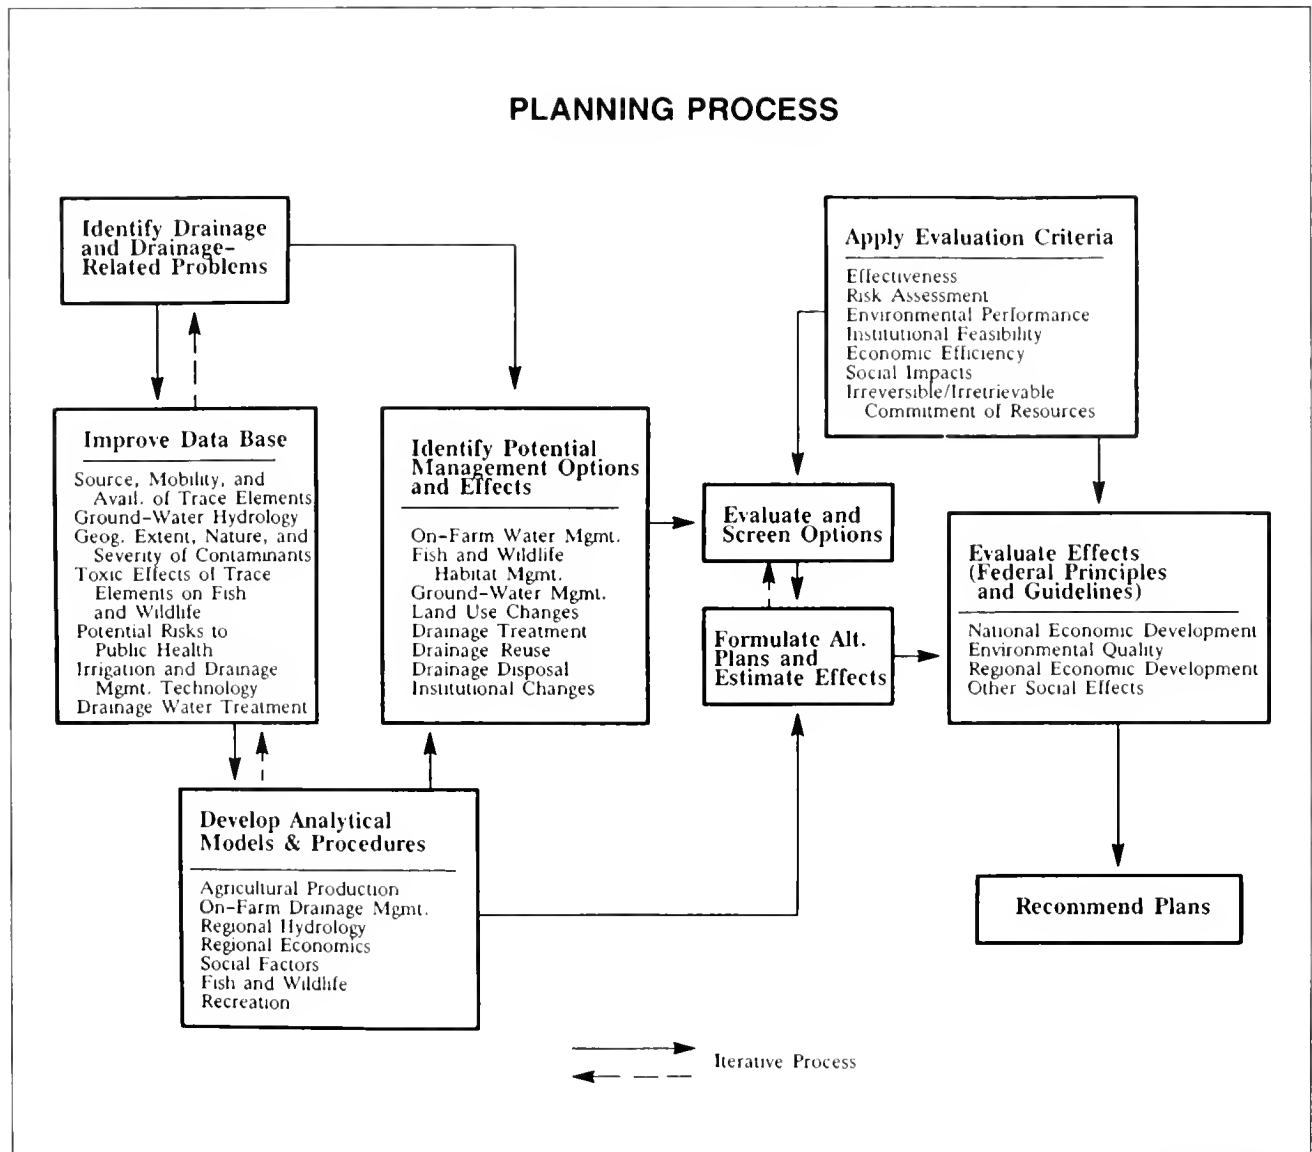 PLANNING PROCESS
Identify Drainage
and Drainage-
Related Problems
Improve Data Base
Source, Mobility, and
Avail. of Trace Elements
Ground-Water Hydrology
Geog. Extent, Nature, and
Severity of Contaminants
Toxic Effects of Trace
Elements on Fish
and Wildlife
Potential Risks to
Public Health
Irrigation and Drainage
Mgmt. Technology
Drainage Water Treatment
Develop Analytical
Models & Procedures
Agricultural Production
On-Farm Drainage Mgmt.
Regional Hydrology
Regional Economics
Social Factors
Fish and Wildlife
Recreation
Identify Potential
Management Options
and Effects
On-Farm Water Mgmt.
Fish and Wildlife
Habitat Mgmt.
Ground-Water Mgmt.
Land Use Changes
Drainage Treatment
Drainage Reuse
Drainage Disposal
Institutional Changes
Apply Evaluation Criteria
Effectiveness
Risk Assessment
Environmental Performance
Institutional Feasibility
Economic Efficiency
Social Impacts
Irreversible/Irretrievable
Commitment of Resources
Evaluate and
Screen Options
Formulate Alt.
Plans and
Estimate Effects
Evaluate Effects
(Federal Principles
and Guidelines)
National Economic Development
Environmental Quality
Regional Economic Development
Other Social Effects
Recommend Plans
Iterative Process